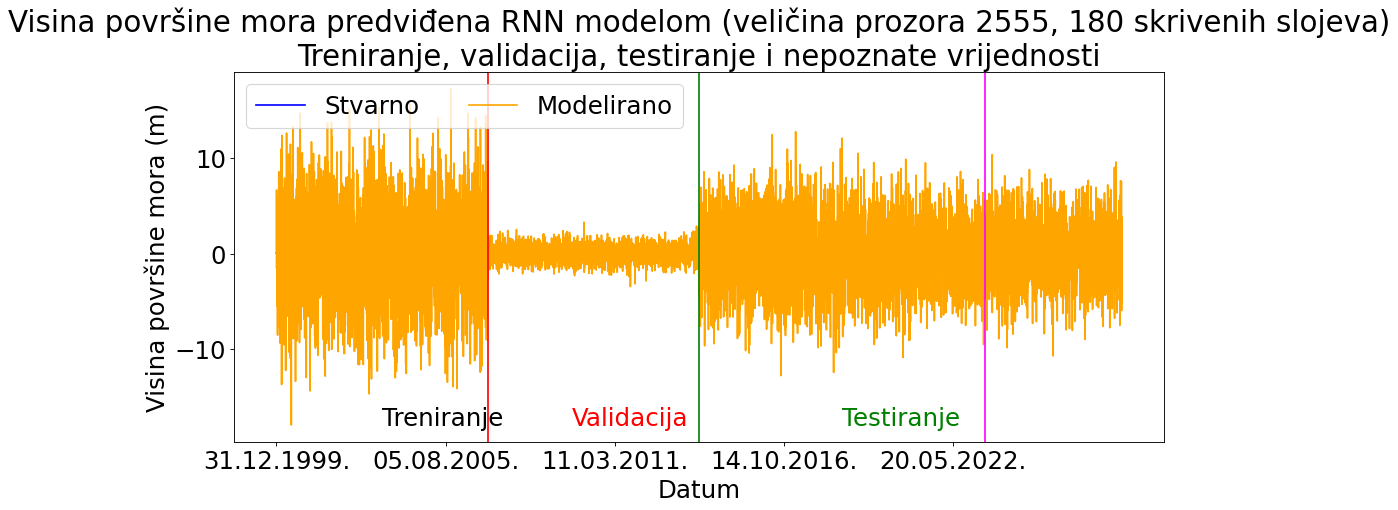 Visina površine mora predviđena RNN modelom (veličina prozora 2555, 180 skrivenih slojeva)
Treniranje, validacija, testiranje i nepoznate vrijednosti
Stvarno Modelirano
Visina površine mora (m)
10
0
−10
Treniranje Validacija Testiranje
31.12.1999. 05.08.2005. 11.03.2011. 14.10.2016. 20.05.2022.
Datum